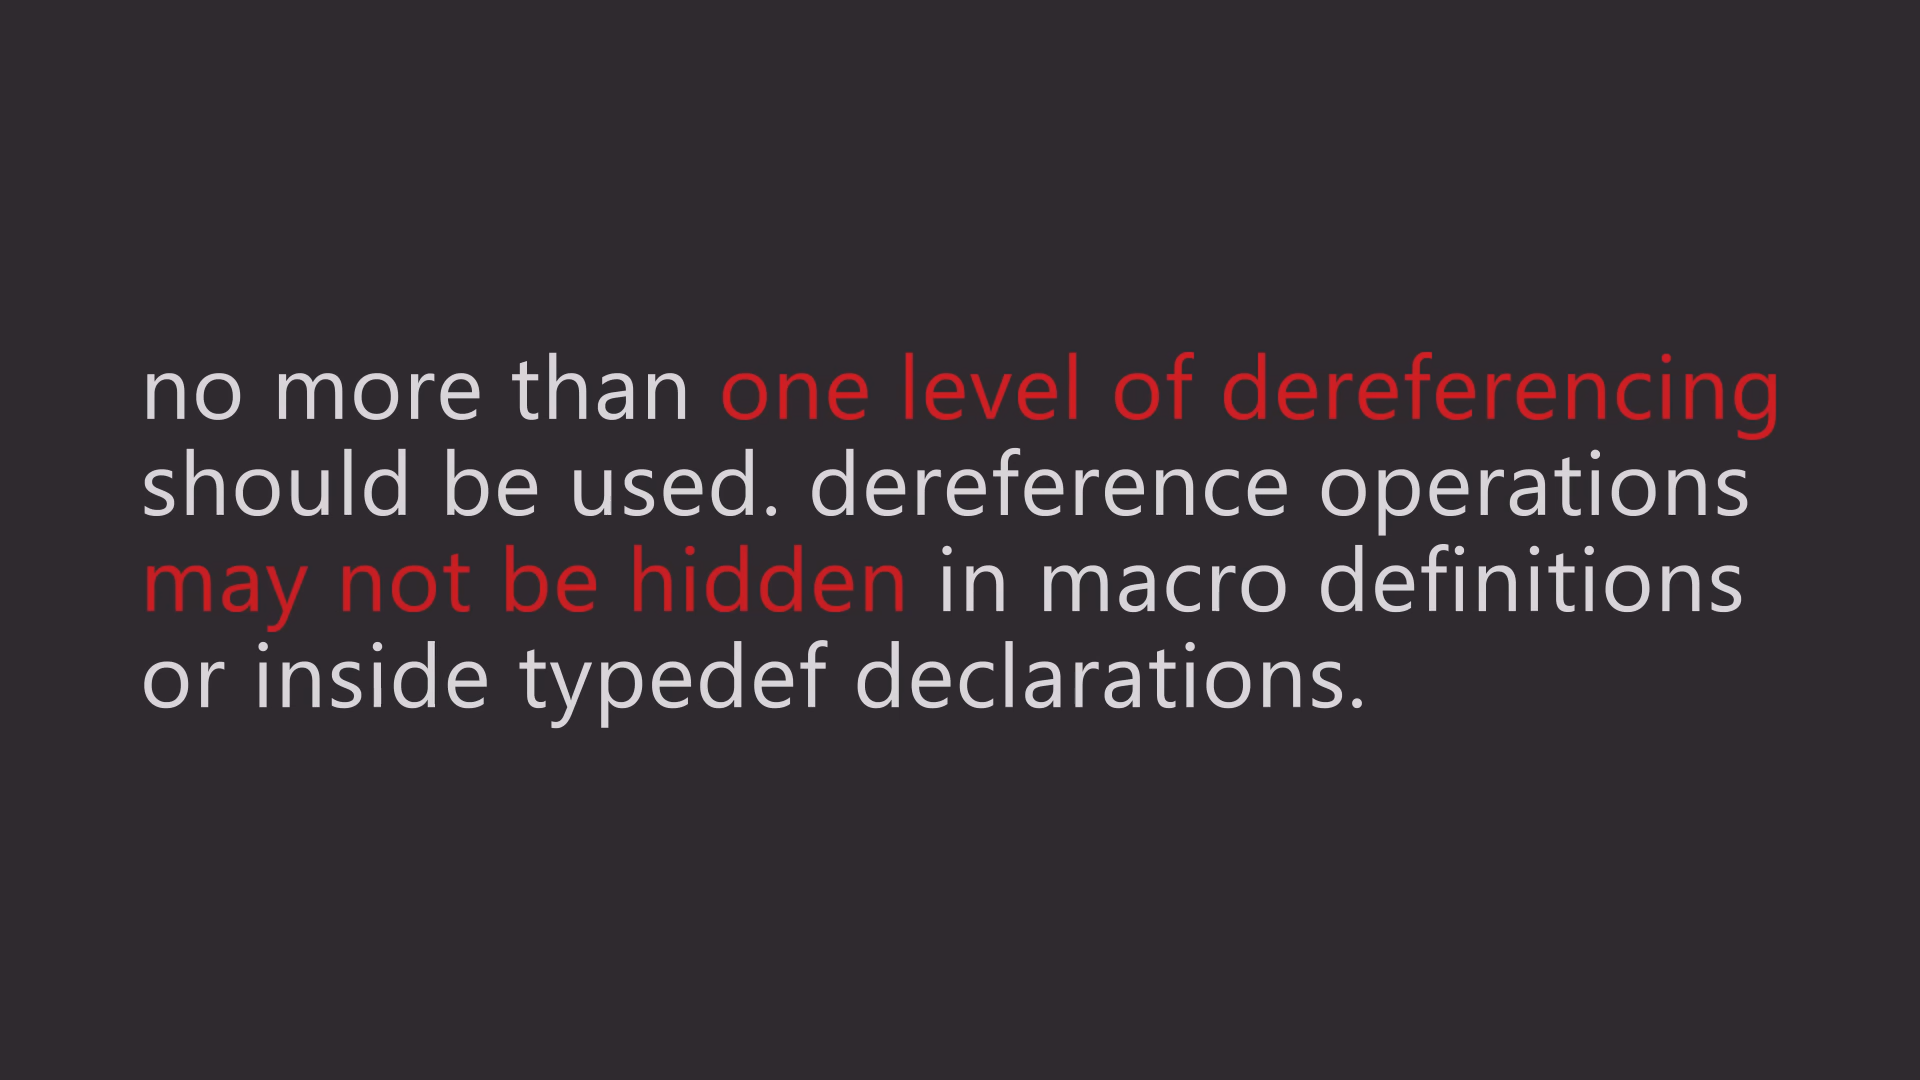 no more than one level of dereferencing
should be used. dereference operations
may not be hidden in macro definitions
or inside typedef declarations.